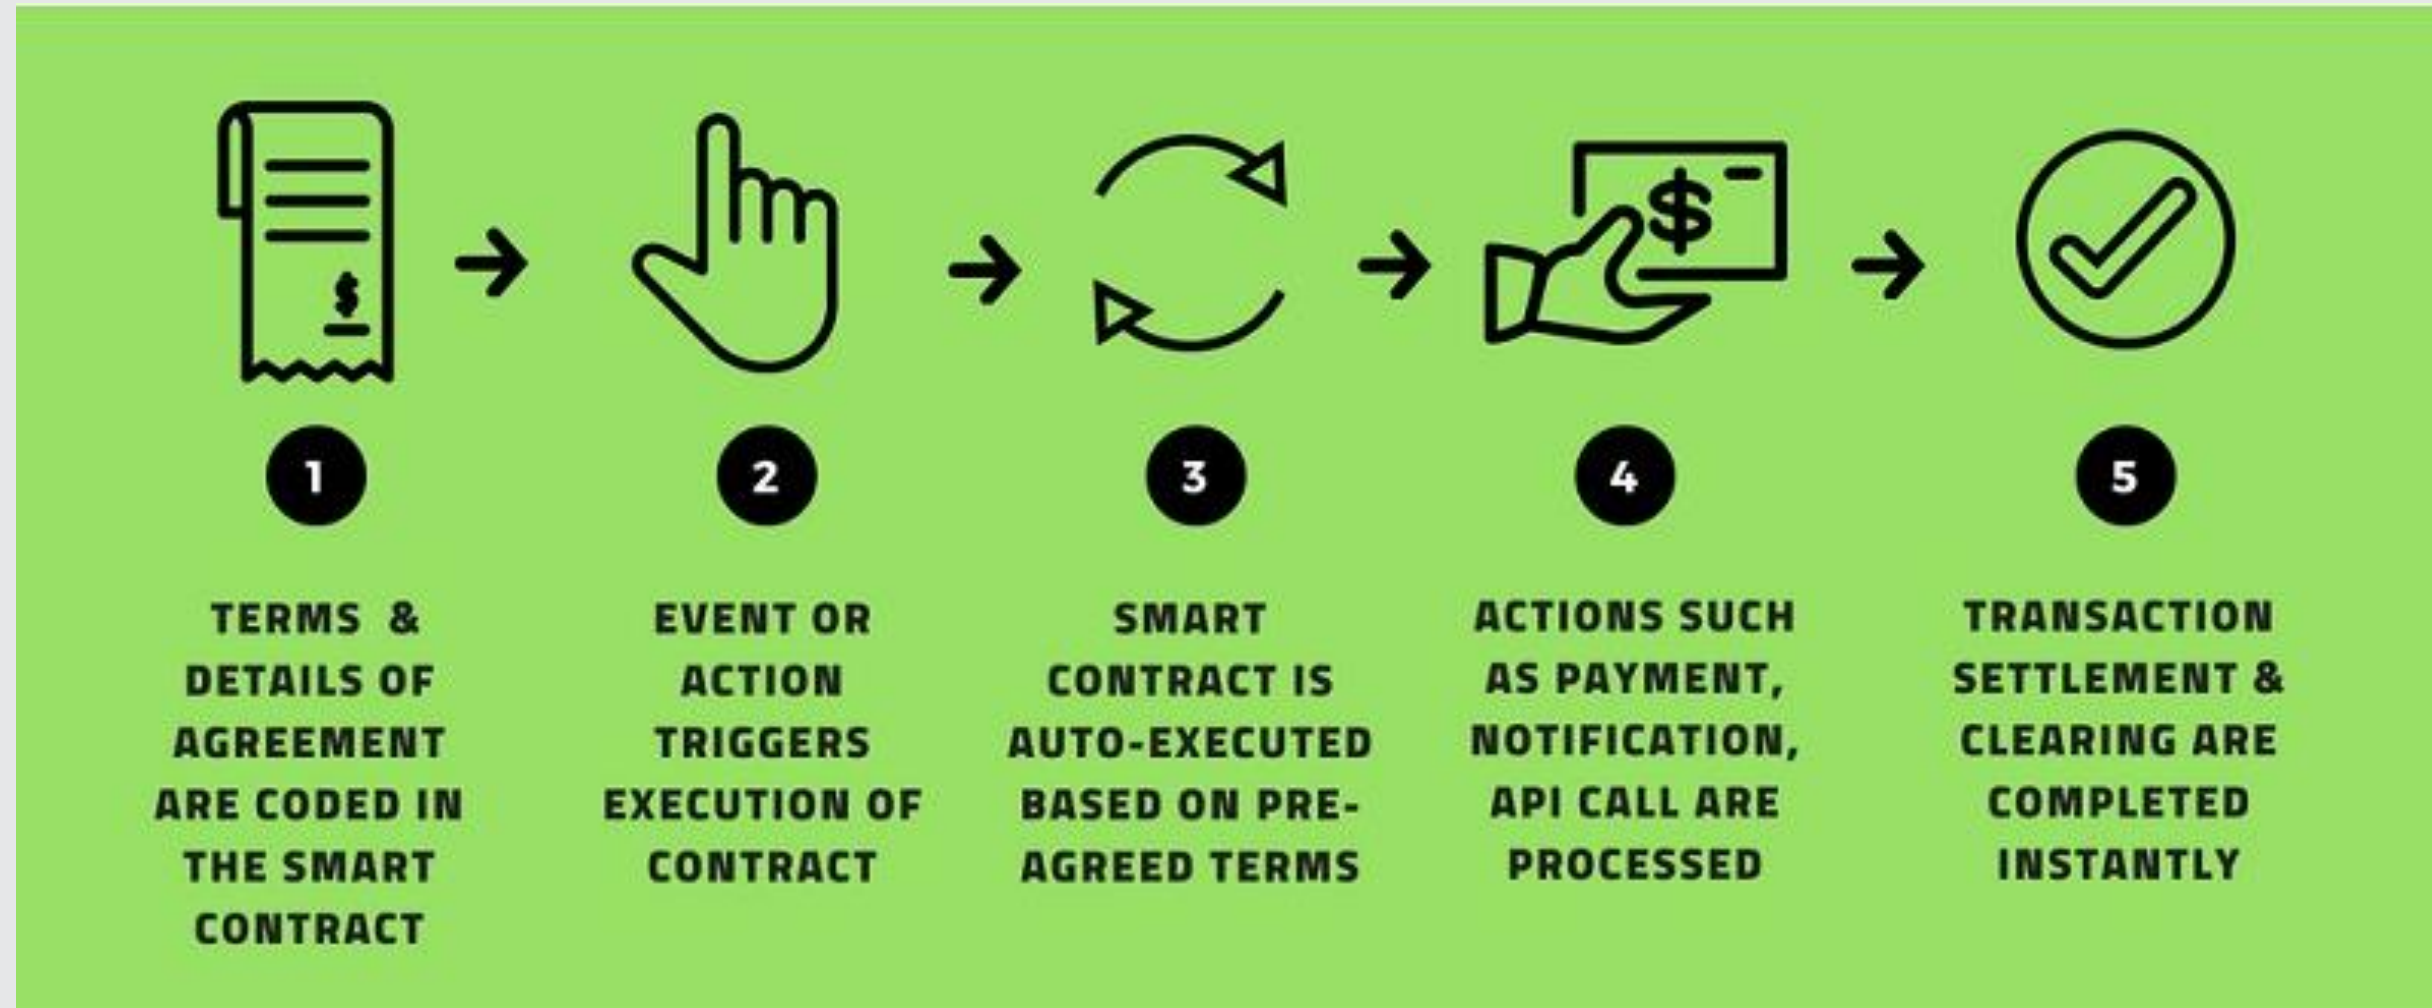 $
$
1
TERMS & 
DETAILS OF
AGREEMENT
ARE CODED IN
THE SMART
CONTRACT
2
EVENT OR
ACTION
TRIGGERS
EXECUTION OF
CONTRACT
3
SMART
CONTRACT IS
AUTO-EXECUTED
BASED ON PRE-
AGREED TERMS
4
ACTIONS SUCH
AS PAYMENT,
NOTIFICATION,
API CALL ARE
PROCESSED
5
TRANSACTION
SETTLEMENT &
CLEARING ARE
COMPLETED
INSTANTLY